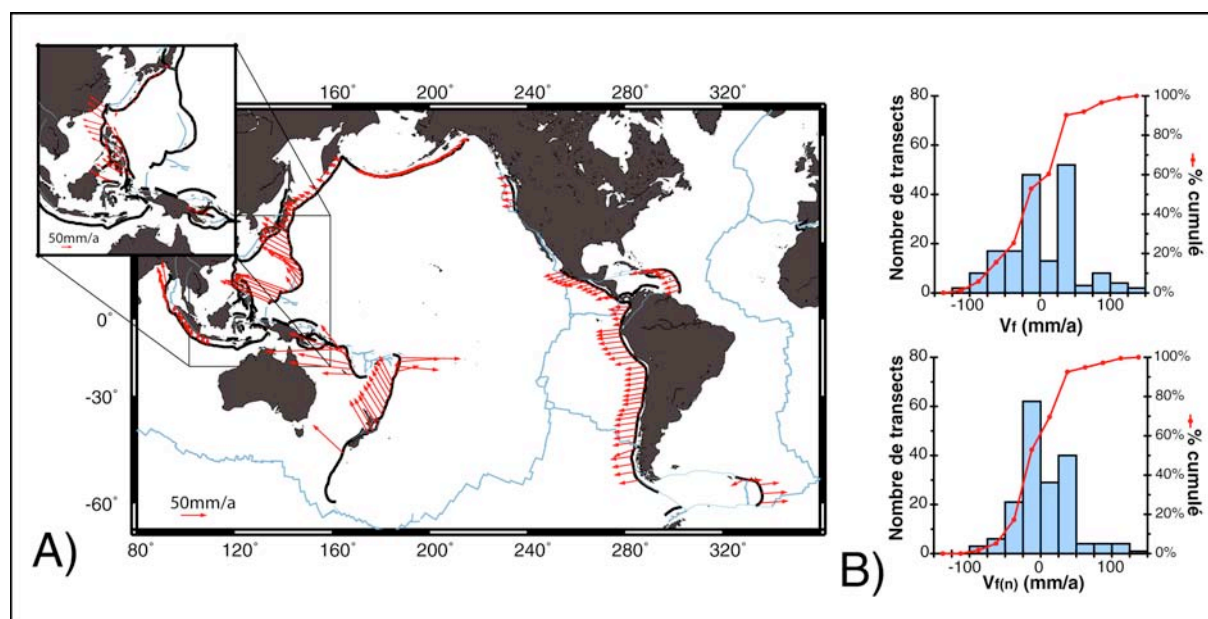 160° 200° 240° 280° 320°
50mm/a
0°
-30°
-60°
50mm/a
80° 120° 160° 200° 240° 280° 320°
A)
Nombre de transects
80
60
40
20
0
100%
80%
60%
40%
20%
0%
% cumulé
-100 0 100
Vf (mm/a)
Nombre de transects
80
60
40
20
0
100%
80%
60%
40%
20%
0%
% cumulé
-100 0 100
Vf(n) (mm/a)
B)